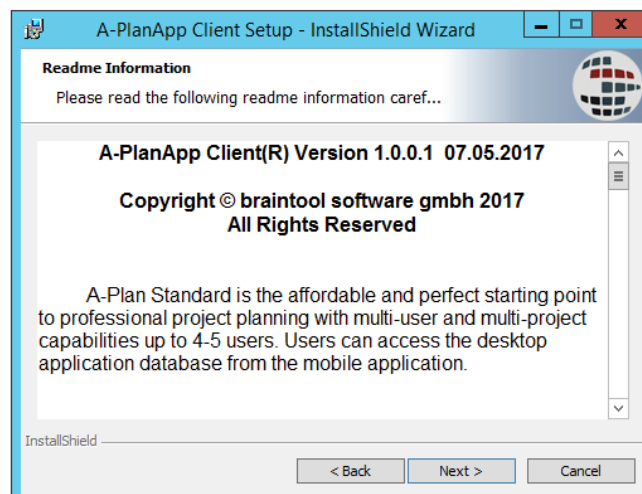 A-PlanApp Client Setup - InstallShield Wizard
Readme Information
Please read the following readme information caref...
A-PlanApp Client(R) Version 1.0.0.1 07.05.2017
Copyright © braintool software gmbh 2017
All Rights Reserved
A-Plan Standard is the affordable and perfect starting point
to professional project planning with multi-user and multi-project
capabilities up to 4-5 users. Users can access the desktop
application database from the mobile application.
InstallShield
< Back
Next >
Cancel